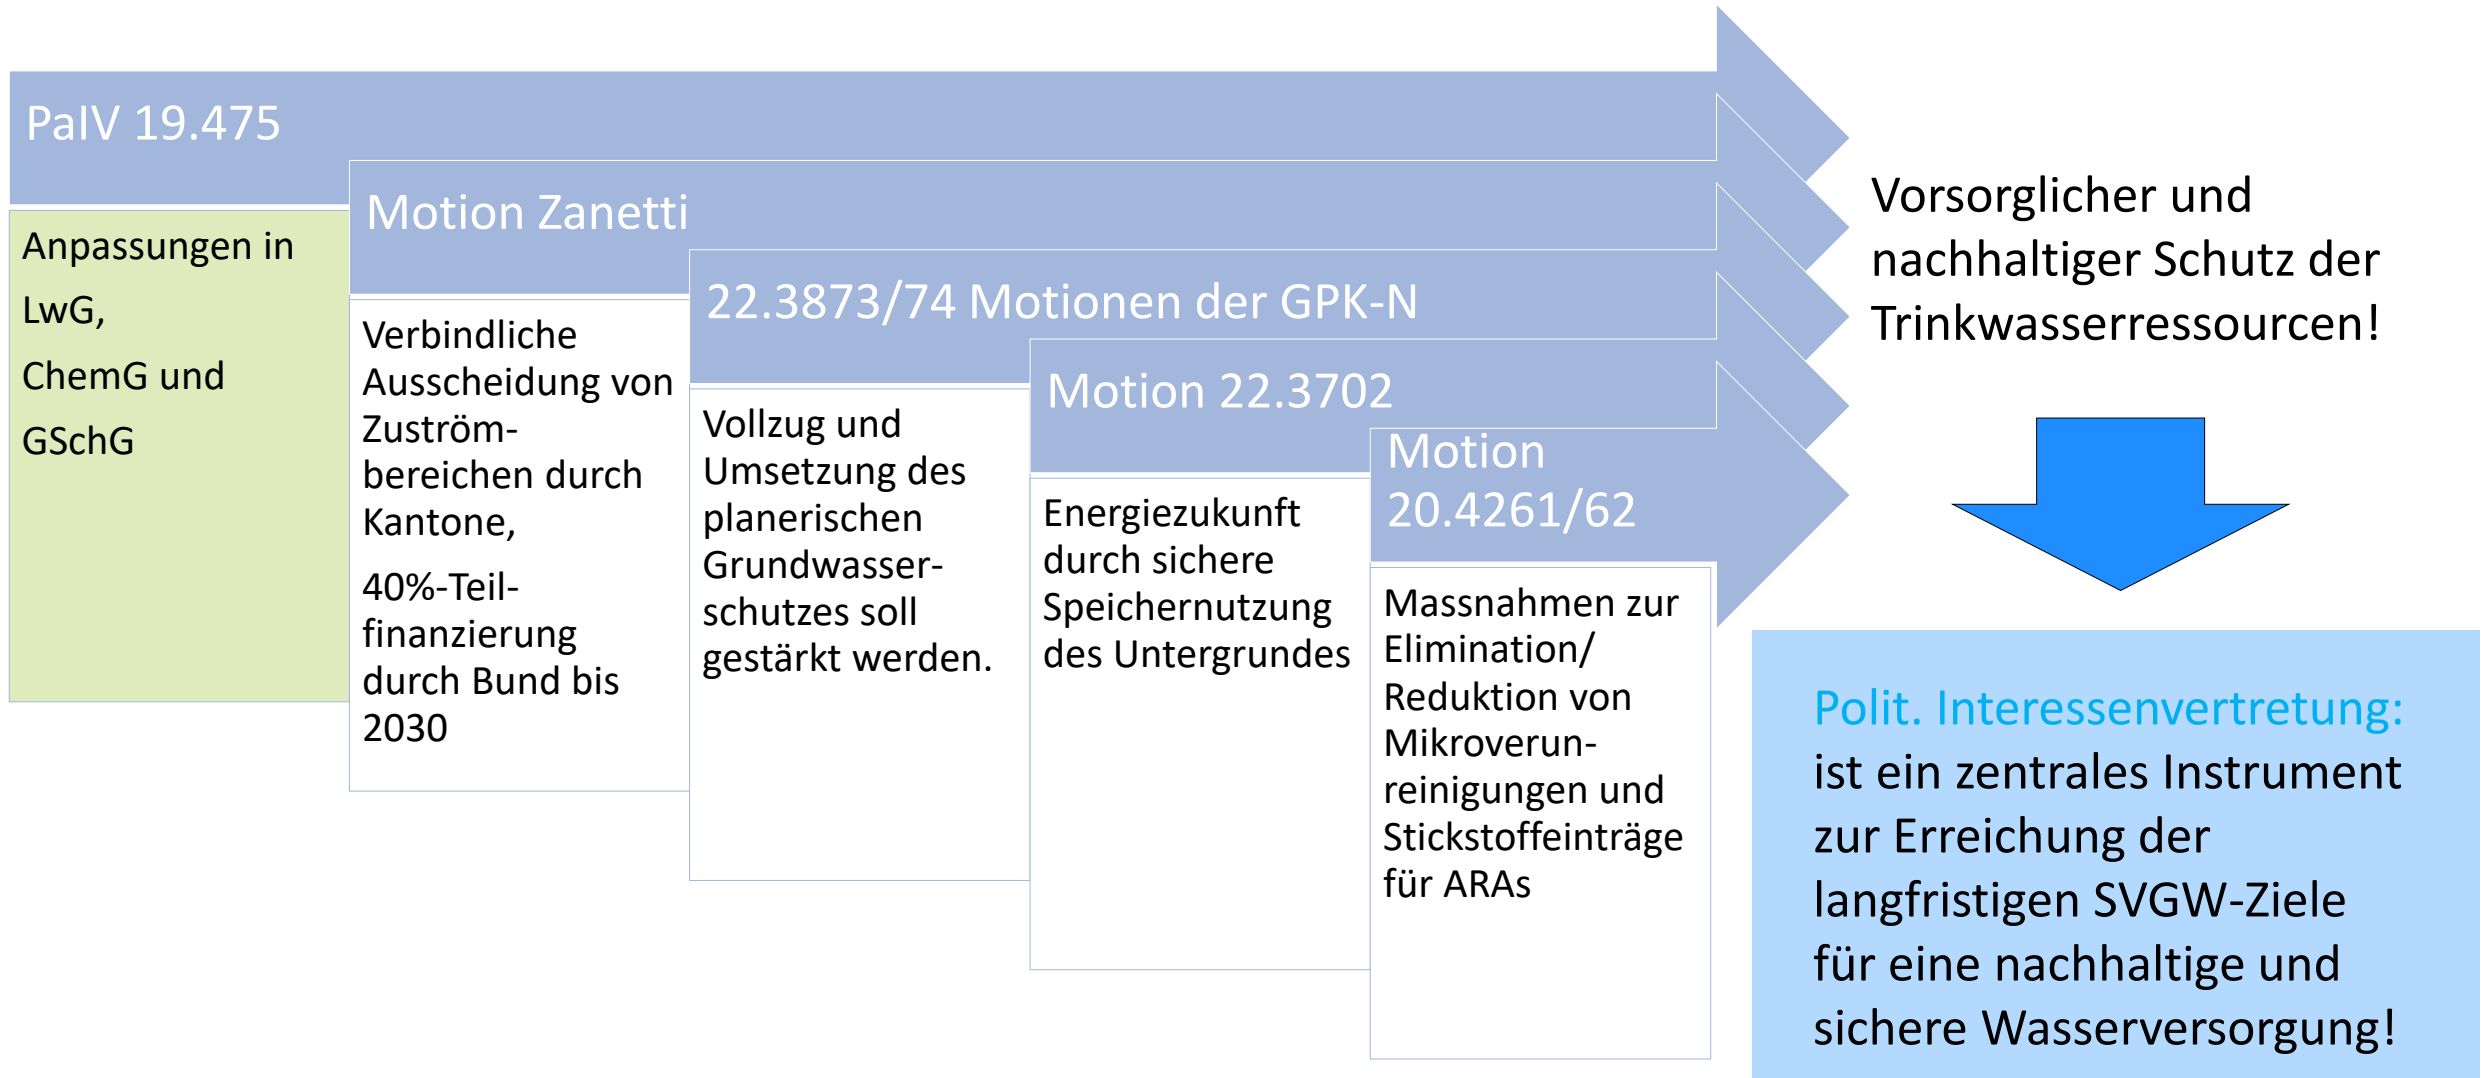 PaIV 19.475
Anpassungen in
LwG,
ChemG und
GSchG
Motion Zanetti
Verbindliche
Ausscheidung von
Zuström-
bereichen durch
Kantone,
40%-Teil-
finanzierung
durch Bund bis
2030
22.3873/74 Motionen der GPK-N
Vollzug und
Umsetzung des
planerischen
Grundwasser-
schutzes soll
gestärkt werden.
Motion 22.3702
Energiezukunft
durch sichere
Speichernutzung
des Untergrundes
Motion
20.4261/62
Massnahmen zur
Elimination/
Reduktion von
Mikroverun-
reinigungen und
Stickstoffeinträge
für ARAs
Vorsorglicher und
nachhaltiger Schutz der
Trinkwasserressourcen!
Polit. Interessenvertretung:
ist ein zentrales Instrument
zur Erreichung der
langfristigen SVGW-Ziele
für eine nachhaltige und
sichere Wasserversorgung!